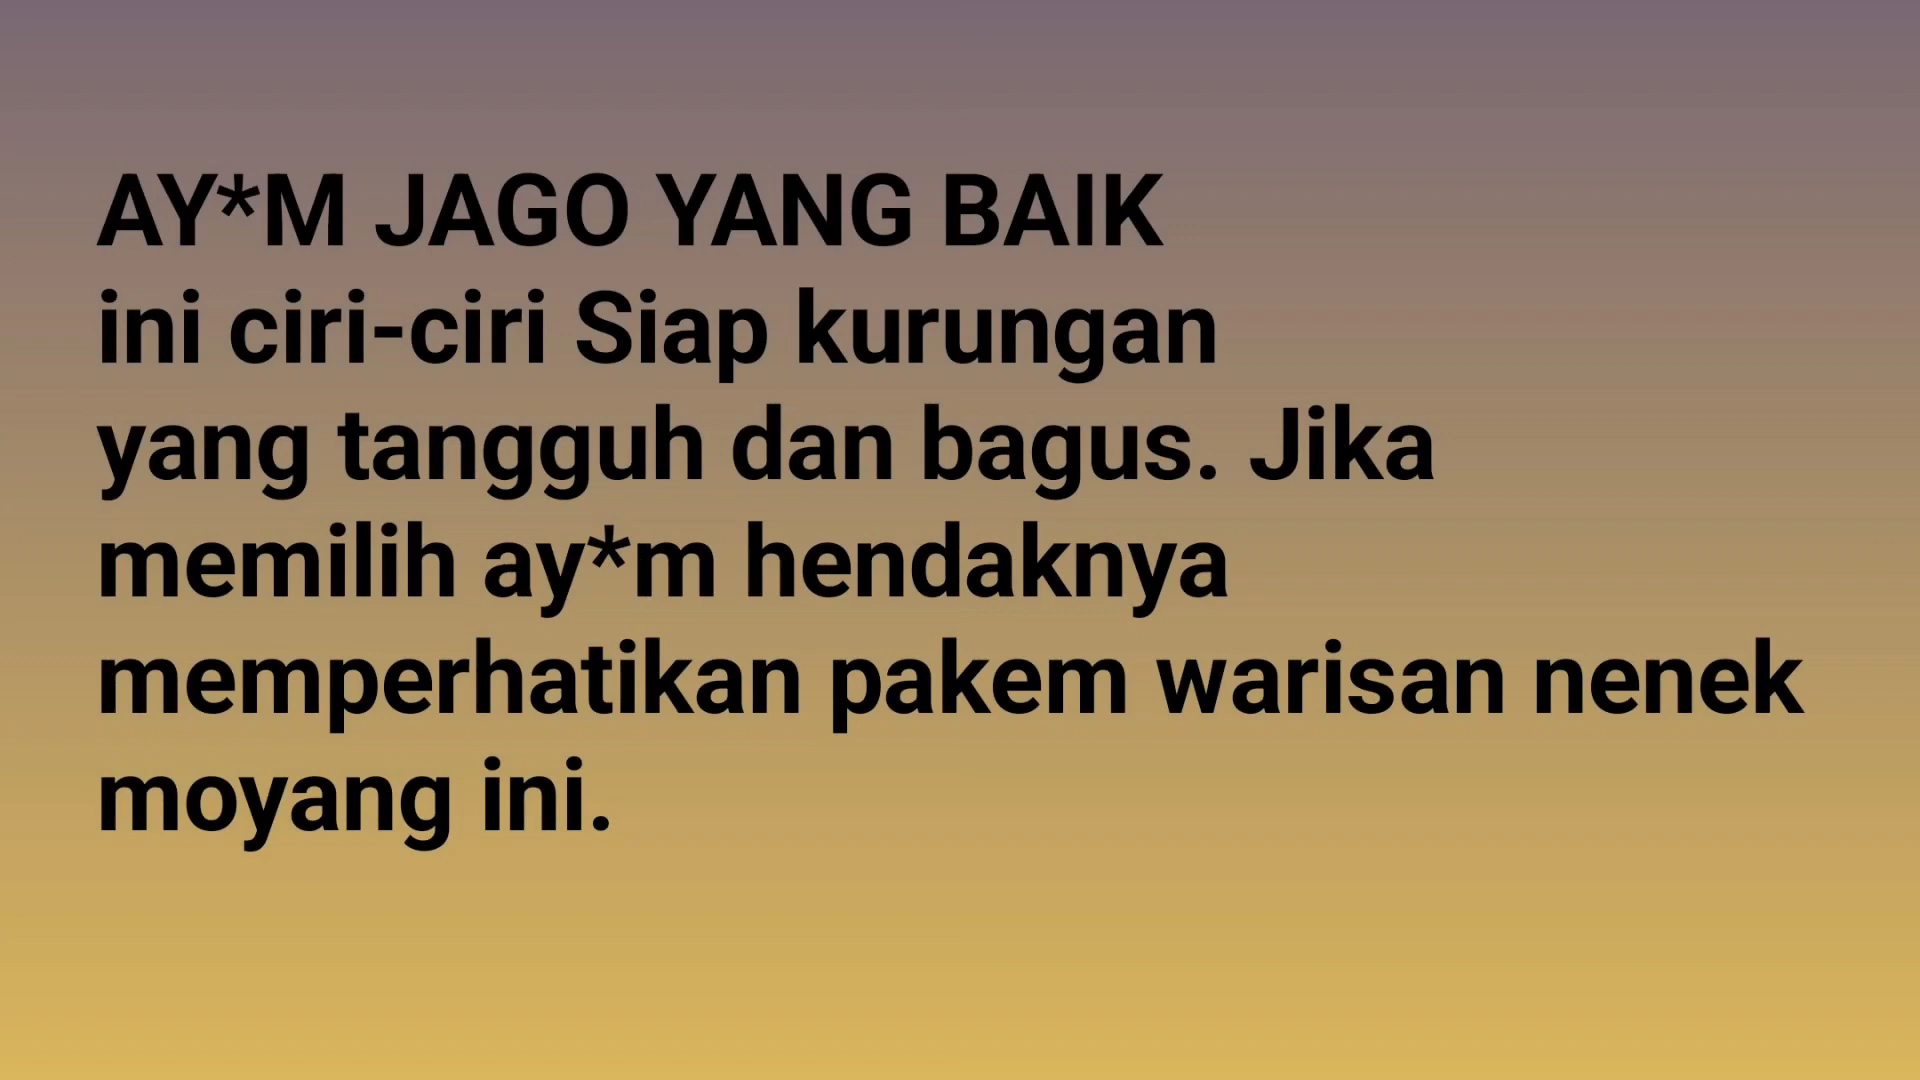 AY*M JAGO YANG BAIK
ini ciri-ciri Siap kurungan
yang tangguh dan bagus. Jika
memilih ay*m hendaknya
memperhatikan pakem warisan nenek
moyang ini.